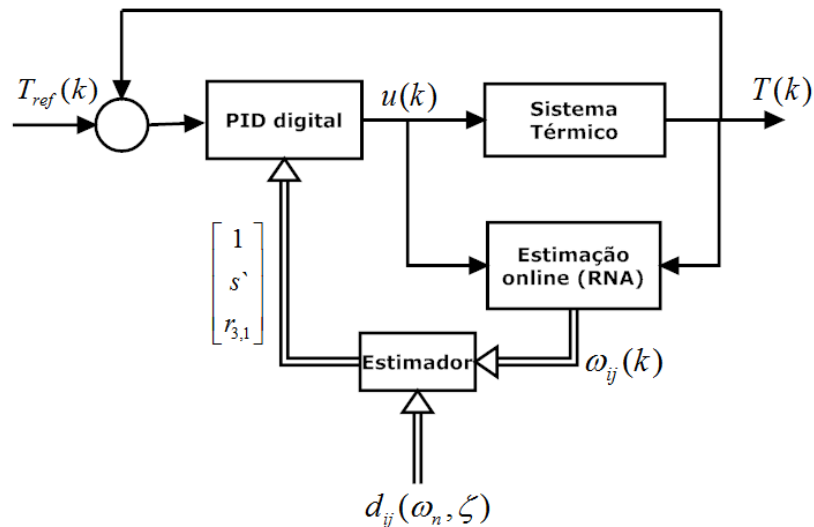 T_ref(k)
PID digital
u(k)
Sistema
Térmico
T(k)
1
s`
r_3,1
Estimação
online (RNA)
Estimador
ω_ij(k)
d_ij(ω_n, ζ)